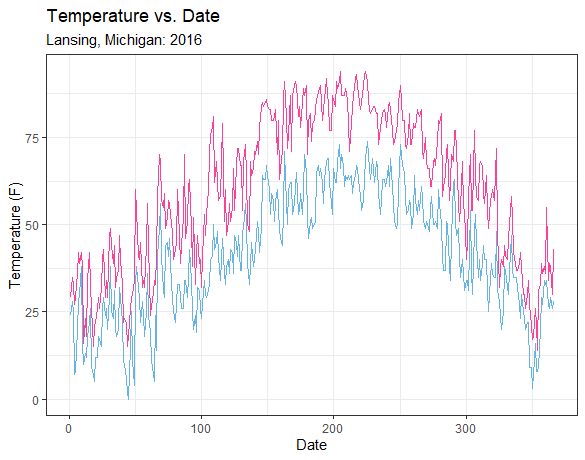 Temperature vs. Date
Lansing, Michigan: 2016
Temperature (F)
75
50
25
0
0
100
200
300
Date